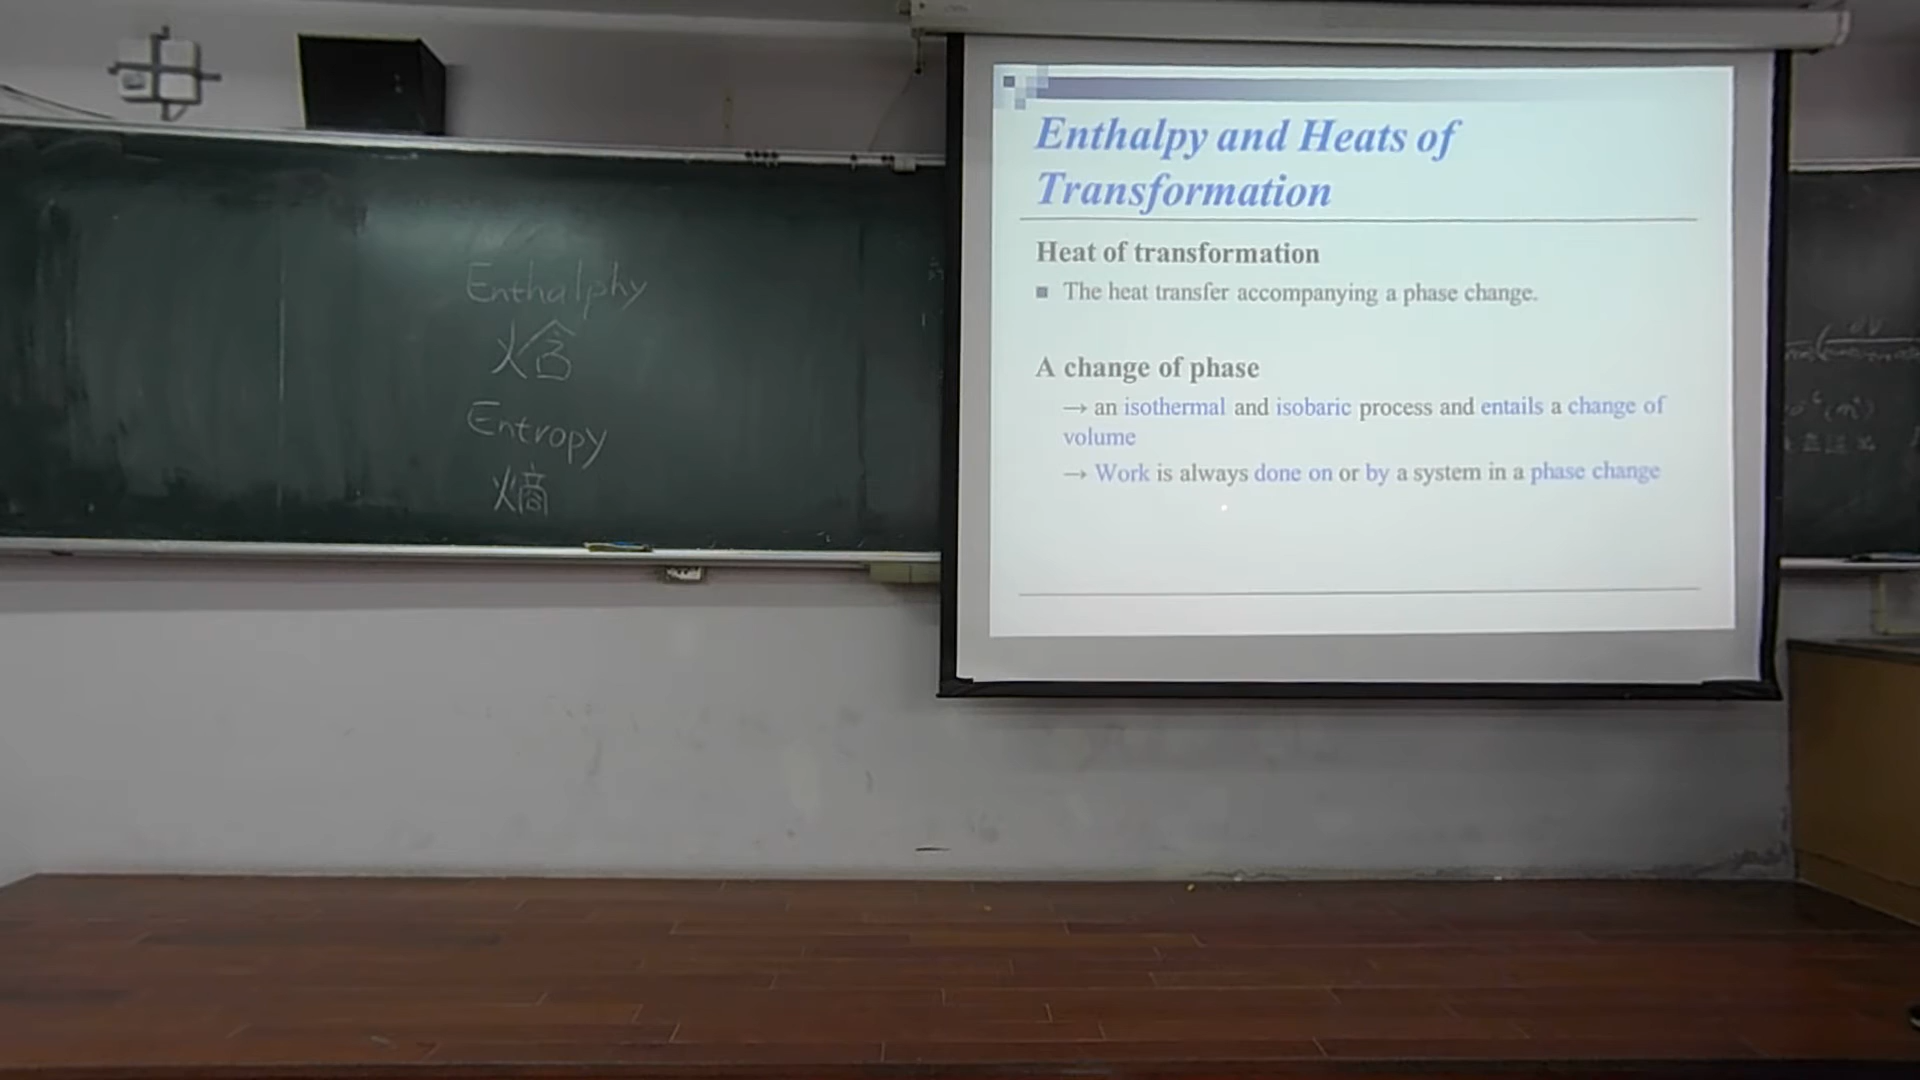 Enthalphy
焓
Entropy
熵
Enthalpy and Heats of
Transformation
Heat of transformation
■ The heat transfer accompanying a phase change.
A change of phase
→ an isothermal and isobaric process and entails a change of
volume
→ Work is always done on or by a system in a phase change